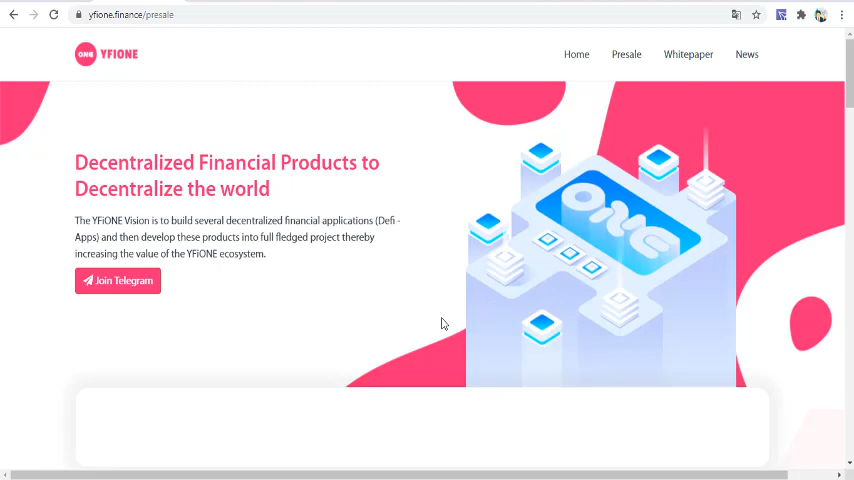 yfione.finance/presale
ONE YFIONE
Home Presale Whitepaper News
Decentralized Financial Products to
Decentralize the world
The YFiONE Vision is to build several decentralized financial applications (Defi -
Apps) and then develop these products into full fledged project thereby
increasing the value of the YFiONE ecosystem.
Join Telegram
ONE